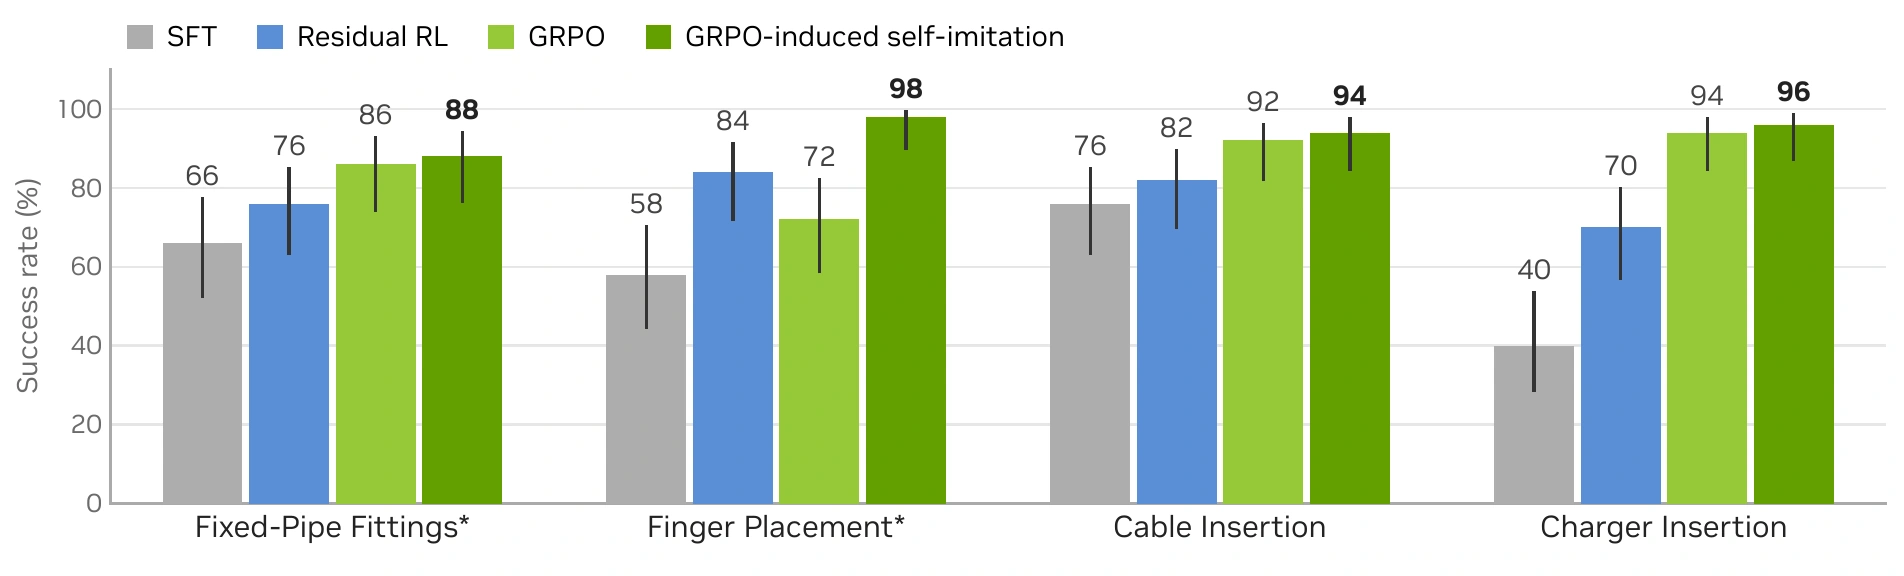 SFT Residual RL GRPO GRPO-induced self-imitation
Success rate (%)
100
80
60
40
20
0
66 76 86 88
58 84 72 98
76 82 92 94
40 70 94 96
Fixed-Pipe Fittings* Finger Placement* Cable Insertion Charger Insertion